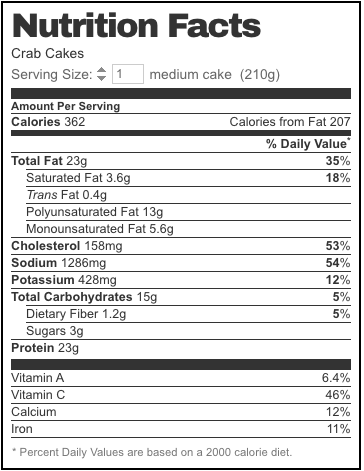 Nutrition Facts
Crab Cakes
Serving Size: 1 medium cake (210g)
Amount Per Serving
Calories 362 Calories from Fat 207
% Daily Value*
Total Fat 23g 35%
Saturated Fat 3.6g 18%
Trans Fat 0.4g
Polyunsaturated Fat 13g
Monounsaturated Fat 5.6g
Cholesterol 158mg 53%
Sodium 1286mg 54%
Potassium 428mg 12%
Total Carbohydrates 15g 5%
Dietary Fiber 1.2g 5%
Sugars 3g
Protein 23g
Vitamin A 6.4%
Vitamin C 46%
Calcium 12%
Iron 11%
* Percent Daily Values are based on a 2000 calorie diet.